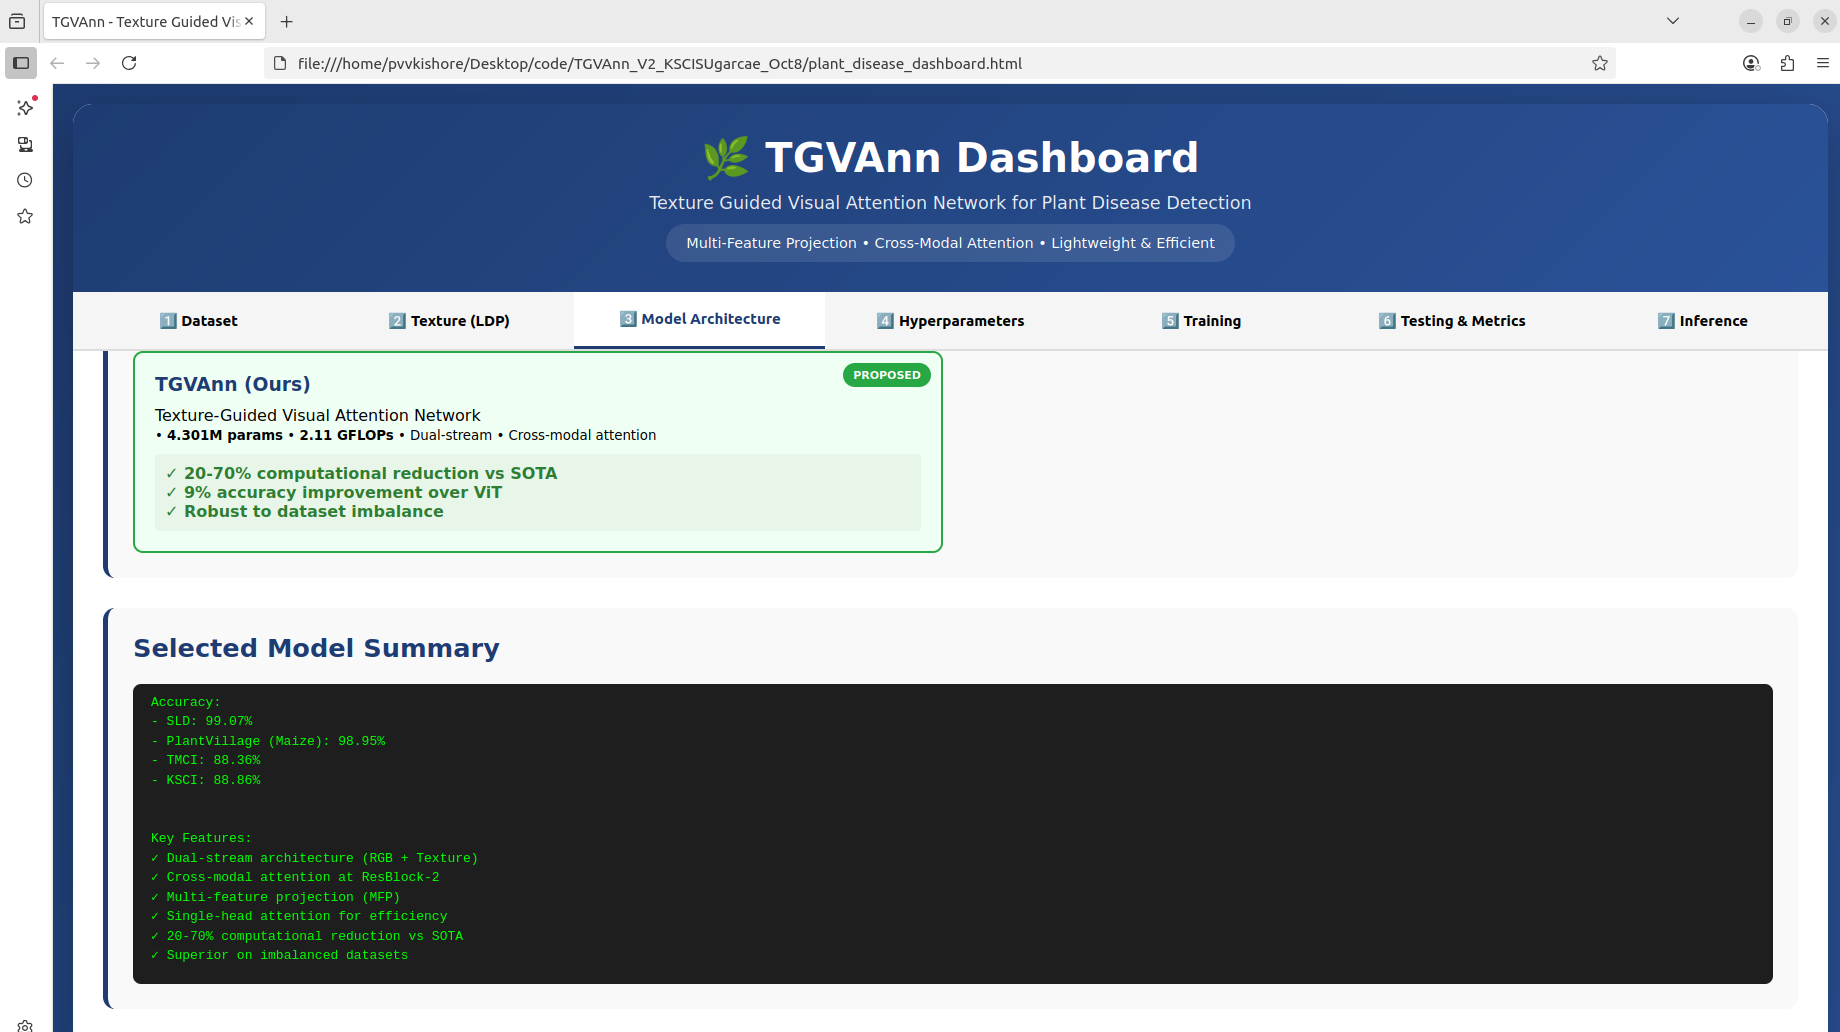 TGVAnn - Texture Guided Vis
file:///home/pvvkishore/Desktop/code/TGVAnn_V2_KSCISUgarcae_Oct8/plant_disease_dashboard.html
🌿 TGVAnn Dashboard
Texture Guided Visual Attention Network for Plant Disease Detection
Multi-Feature Projection • Cross-Modal Attention • Lightweight & Efficient
1️⃣ Dataset
2️⃣ Texture (LDP)
3️⃣ Model Architecture
4️⃣ Hyperparameters
5️⃣ Training
6️⃣ Testing & Metrics
7️⃣ Inference
TGVAnn (Ours)
PROPOSED
Texture-Guided Visual Attention Network
• 4.301M params • 2.11 GFLOPs • Dual-stream • Cross-modal attention
✓ 20-70% computational reduction vs SOTA
✓ 9% accuracy improvement over ViT
✓ Robust to dataset imbalance
Selected Model Summary
Accuracy:
- SLD: 99.07%
- PlantVillage (Maize): 98.95%
- TMCI: 88.36%
- KSCI: 88.86%
Key Features:
✓ Dual-stream architecture (RGB + Texture)
✓ Cross-modal attention at ResBlock-2
✓ Multi-feature projection (MFP)
✓ Single-head attention for efficiency
✓ 20-70% computational reduction vs SOTA
✓ Superior on imbalanced datasets